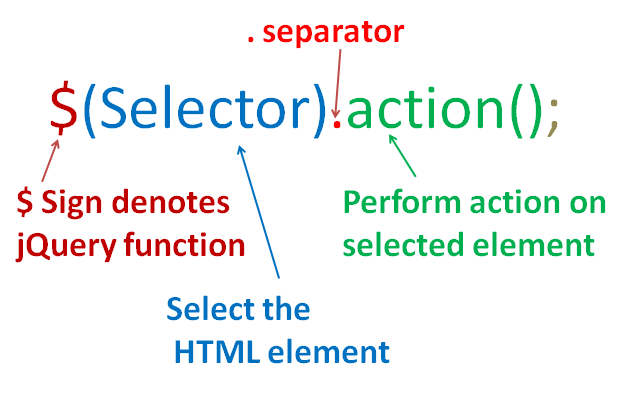 . separator
$(Selector).action();
$ Sign denotes
jQuery function
Perform action on
selected element
Select the
HTML element